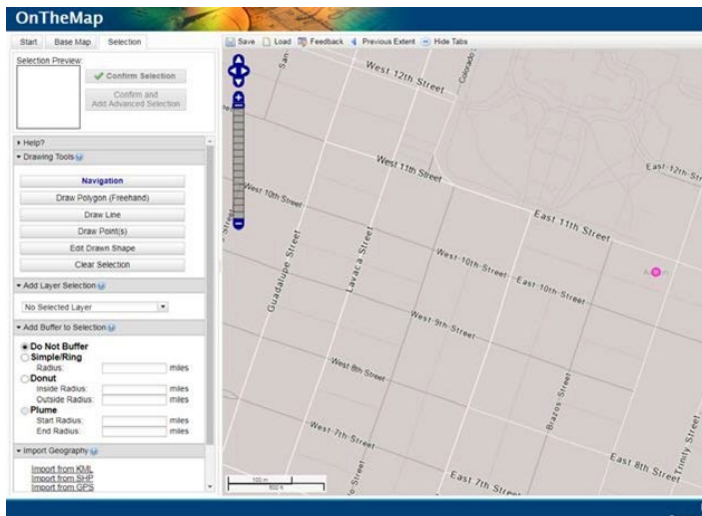 OnTheMap
Start Base Map Selection
Save Load Feedback Previous Extent Hide Tabs
Selection Preview:
Confirm Selection
Confirm and
Add Advanced Selection
Help?
Drawing Tools
Navigation
Draw Polygon (Freehand)
Draw Line
Draw Point(s)
Edit Drawn Shape
Clear Selection
Add Layer Selection
No Selected Layer
Add Buffer to Selection
Do Not Buffer
Simple/Ring
Radius: miles
Donut
Inside Radius: miles
Outside Radius: miles
Plume
Start Radius: miles
End Radius: miles
Import Geography
Import from KML
Import from SHP
Import from GPS
San
West 12th Street
Colorado
West 11th Street
East 12th St
West 10th Street
East 11th Street
Guadalupe Street
Lavaca Street
West 10th Street
East 10th Street
West 9th Street
West 8th Street
Brazos Street
West 7th Street
East 8th Street
Trinity Street
East 7th Street
100 m